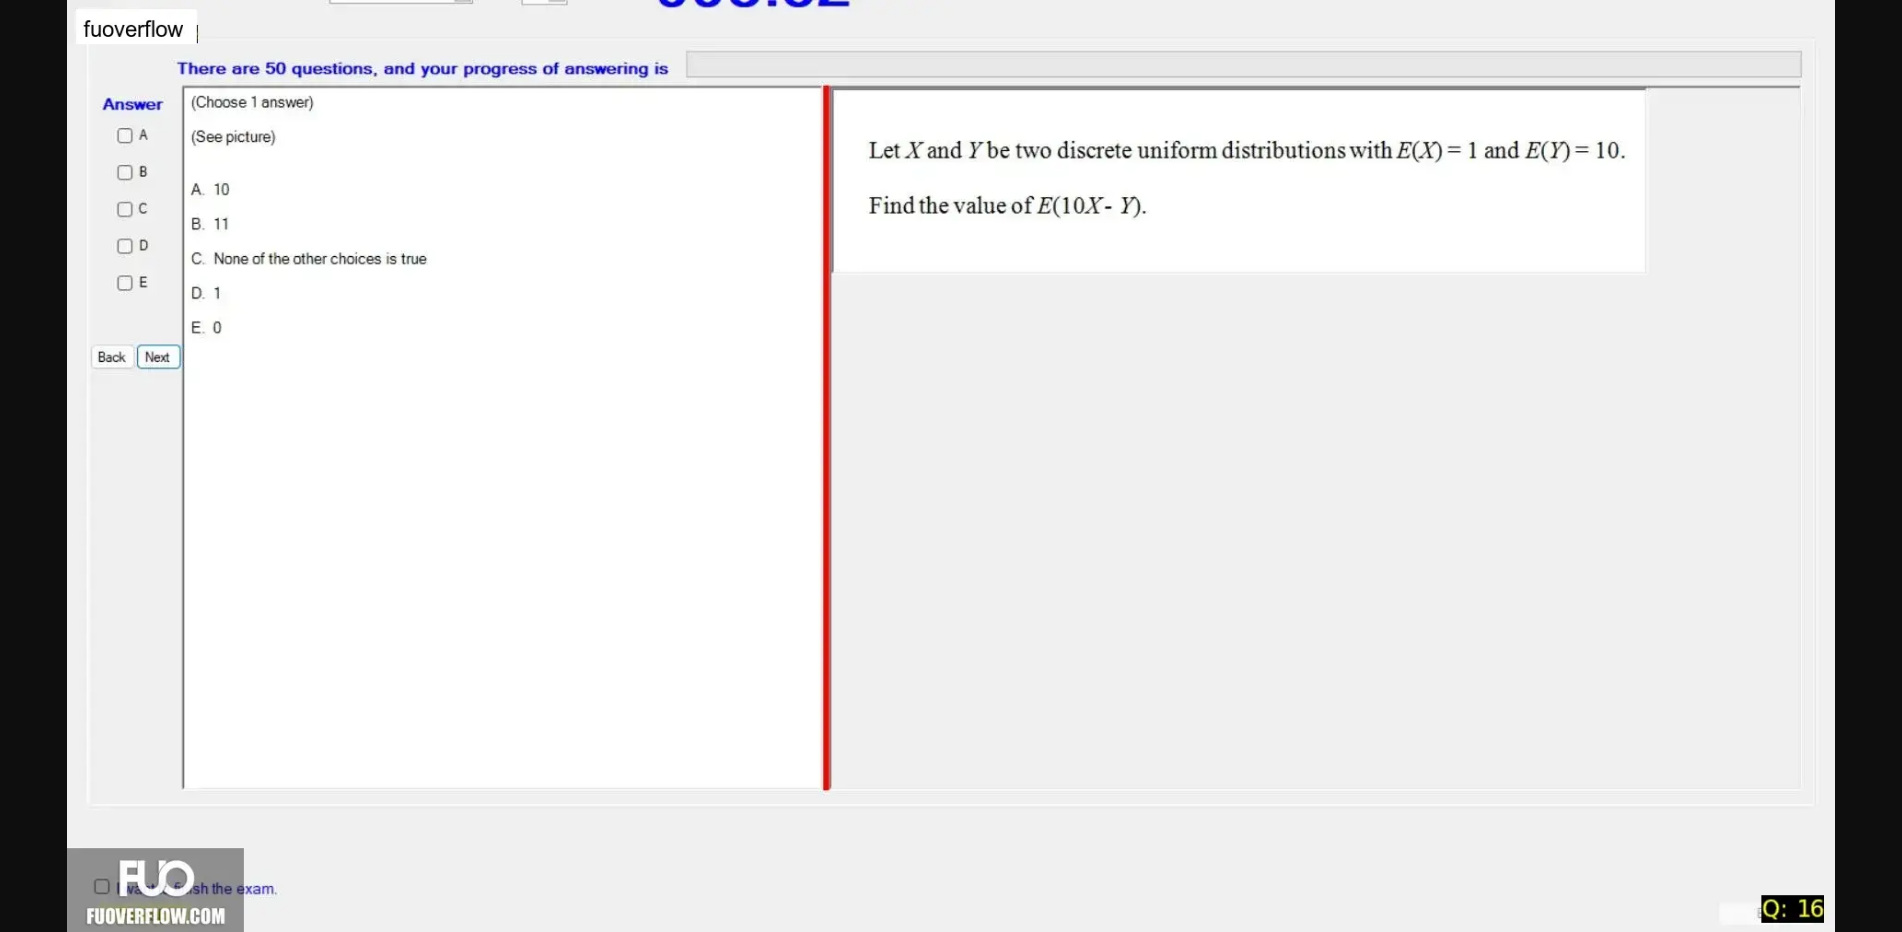 fuoverflow
There are 50 questions, and your progress of answering is
Answer
(Choose 1 answer)
A
(See picture)
B
A. 10
C
B. 11
D
C. None of the other choices is true
E
D. 1
E. 0
Back Next
Let X and Y be two discrete uniform distributions with E(X) = 1 and E(Y) = 10.
Find the value of E(10X - Y).
FUO
sh the exam.
FUOVERFLOW.COM
Q: 16